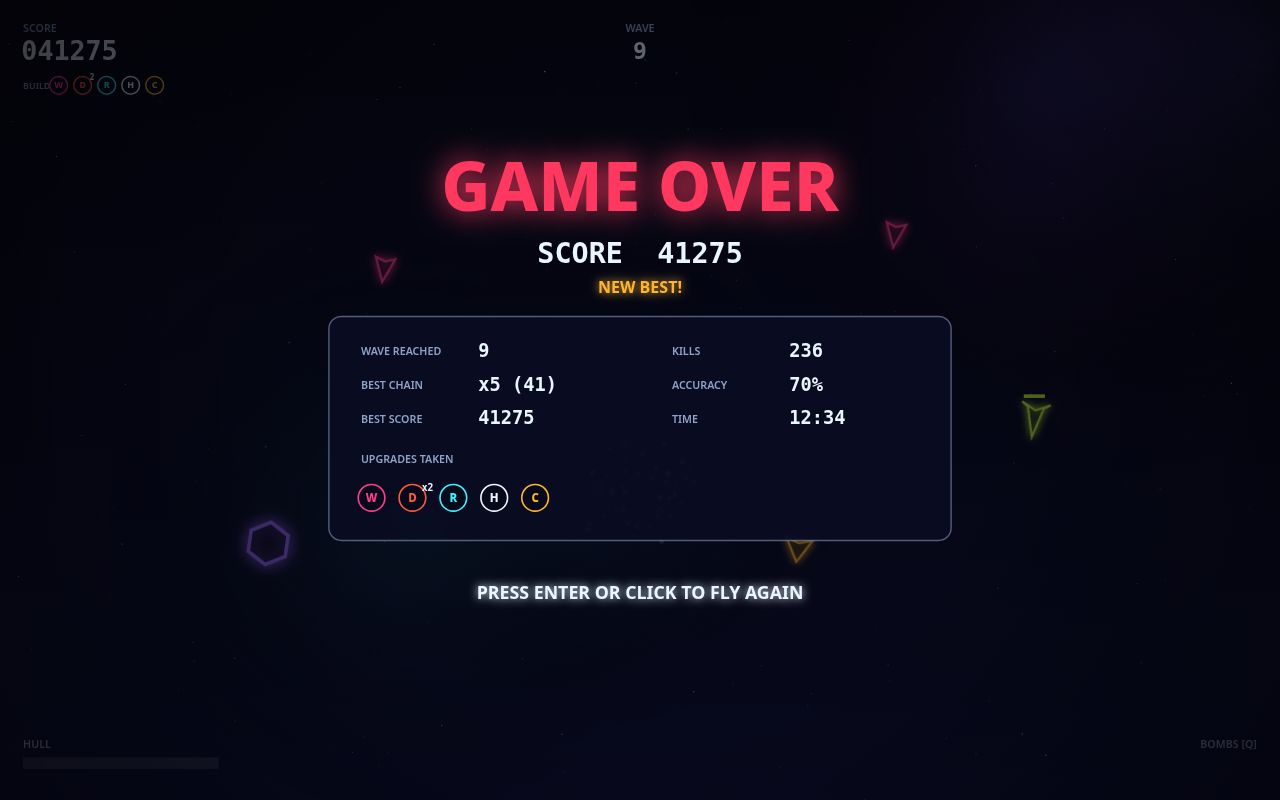 SCORE
041275
WAVE
9
BUILD W D 2 R H C
GAME OVER
SCORE 41275
NEW BEST!
WAVE REACHED 9 KILLS 236
BEST CHAIN x5 (41) ACCURACY 70%
BEST SCORE 41275 TIME 12:34
UPGRADES TAKEN
W D x2 R H C
PRESS ENTER OR CLICK TO FLY AGAIN
HULL
BOMBS [Q]